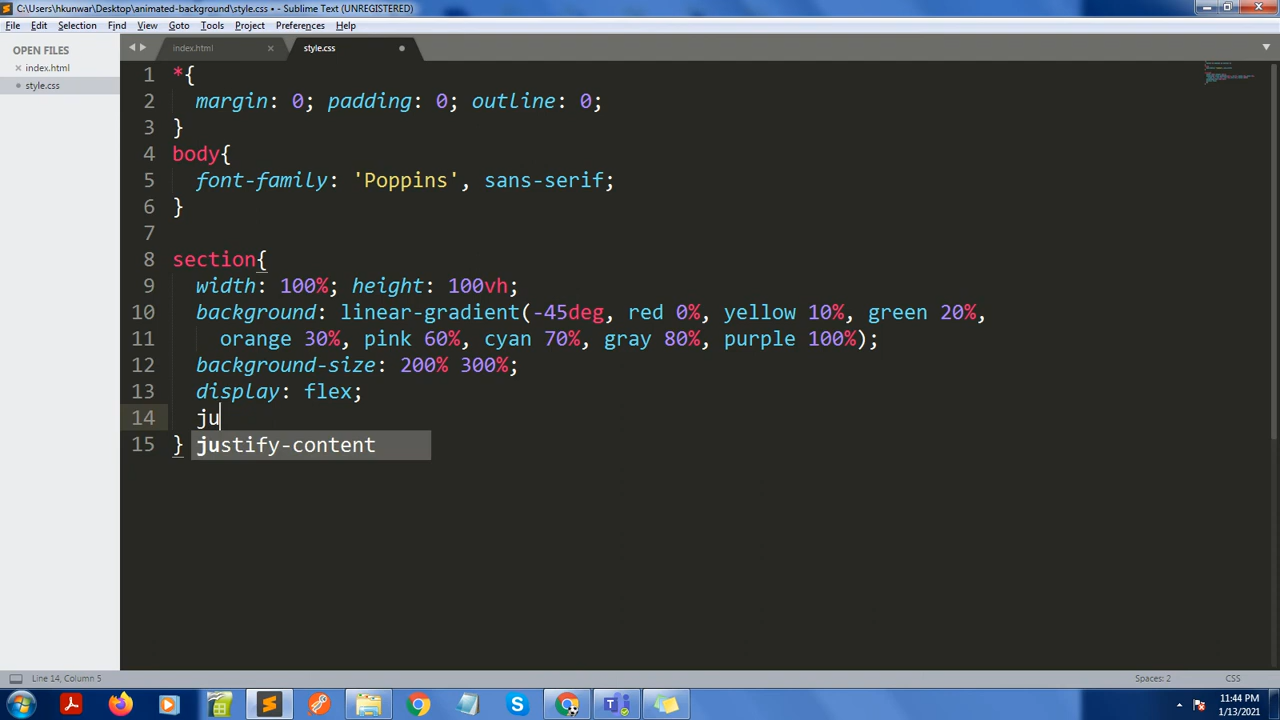 C:\Users\hkunwar\Desktop\animated-background\style.css • - Sublime Text (UNREGISTERED)
File Edit Selection Find View Goto Tools Project Preferences Help
OPEN FILES
index.html
style.css
index.html
style.css
1 *{
2 margin: 0; padding: 0; outline: 0;
3 }
4 body{
5 font-family: 'Poppins', sans-serif;
6 }
7
8 section{
9 width: 100%; height: 100vh;
10 background: linear-gradient(-45deg, red 0%, yellow 10%, green 20%,
11 orange 30%, pink 60%, cyan 70%, gray 80%, purple 100%);
12 background-size: 200% 300%;
13 display: flex;
14 ju
justify-content
15 }
Line 14, Column 5
Spaces: 2
CSS
11:44 PM
1/13/2021